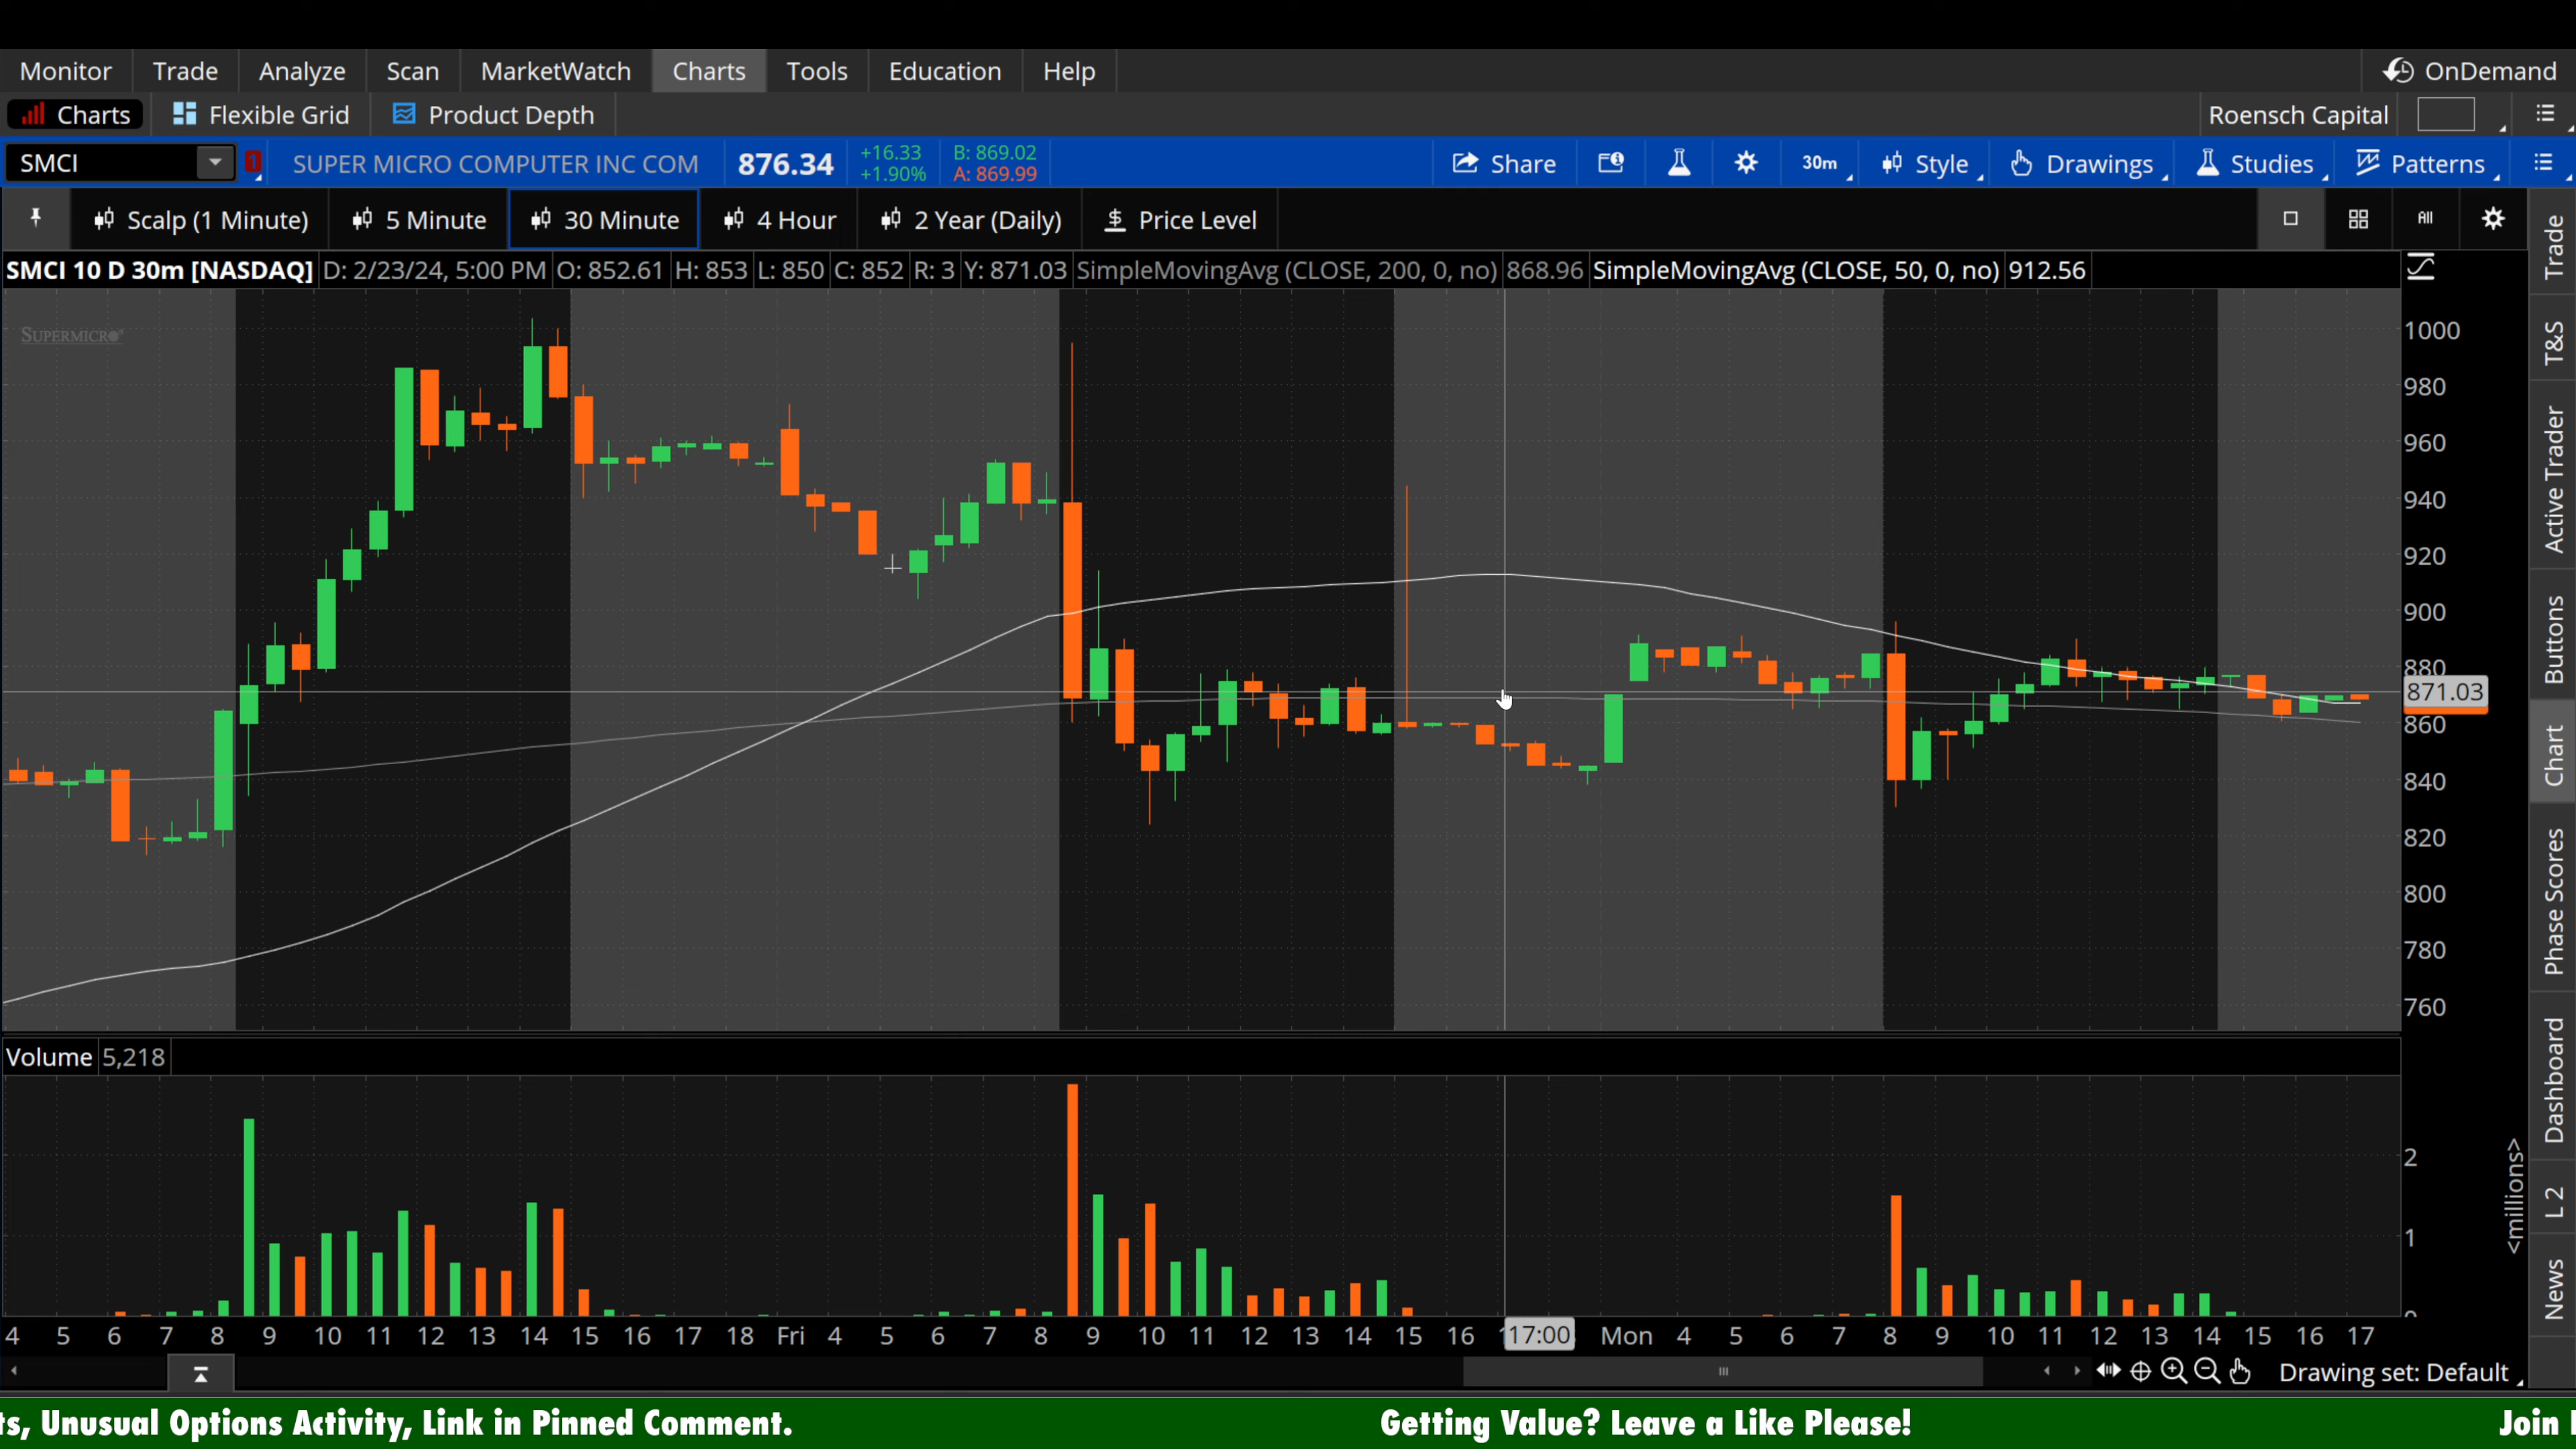 Monitor Trade Analyze Scan MarketWatch Charts Tools Education Help OnDemand
Charts Flexible Grid Product Depth Roensch Capital
SMCI 1 SUPER MICRO COMPUTER INC COM 876.34 +16.33 B: 869.02 Share 30m Style Drawings Studies Patterns
+1.90% A: 869.99
Scalp (1 Minute) 5 Minute 30 Minute 4 Hour 2 Year (Daily) $ Price Level All
SMCI 10 D 30m [NASDAQ] D: 2/23/24, 5:00 PM O: 852.61 H: 853 L: 850 C: 852 R: 3 Y: 871.03 SimpleMovingAvg (CLOSE, 200, 0, no) 868.96 SimpleMovingAvg (CLOSE, 50, 0, no) 912.56
SUPERMICRO
1000
980
960
940
920
900
880
871.03
860
840
820
800
780
760
Volume 5,218
2
1
0
<millions>
4 5 6 7 8 9 10 11 12 13 14 15 16 17 18 Fri 4 5 6 7 8 9 10 11 12 13 14 15 16 17:00 Mon 4 5 6 7 8 9 10 11 12 13 14 15 16 17
Drawing set: Default
Trade
T&S
Active Trader
Buttons
Chart
Phase Scores
Dashboard
L 2
News
ts, Unusual Options Activity, Link in Pinned Comment. Getting Value? Leave a Like Please! Join